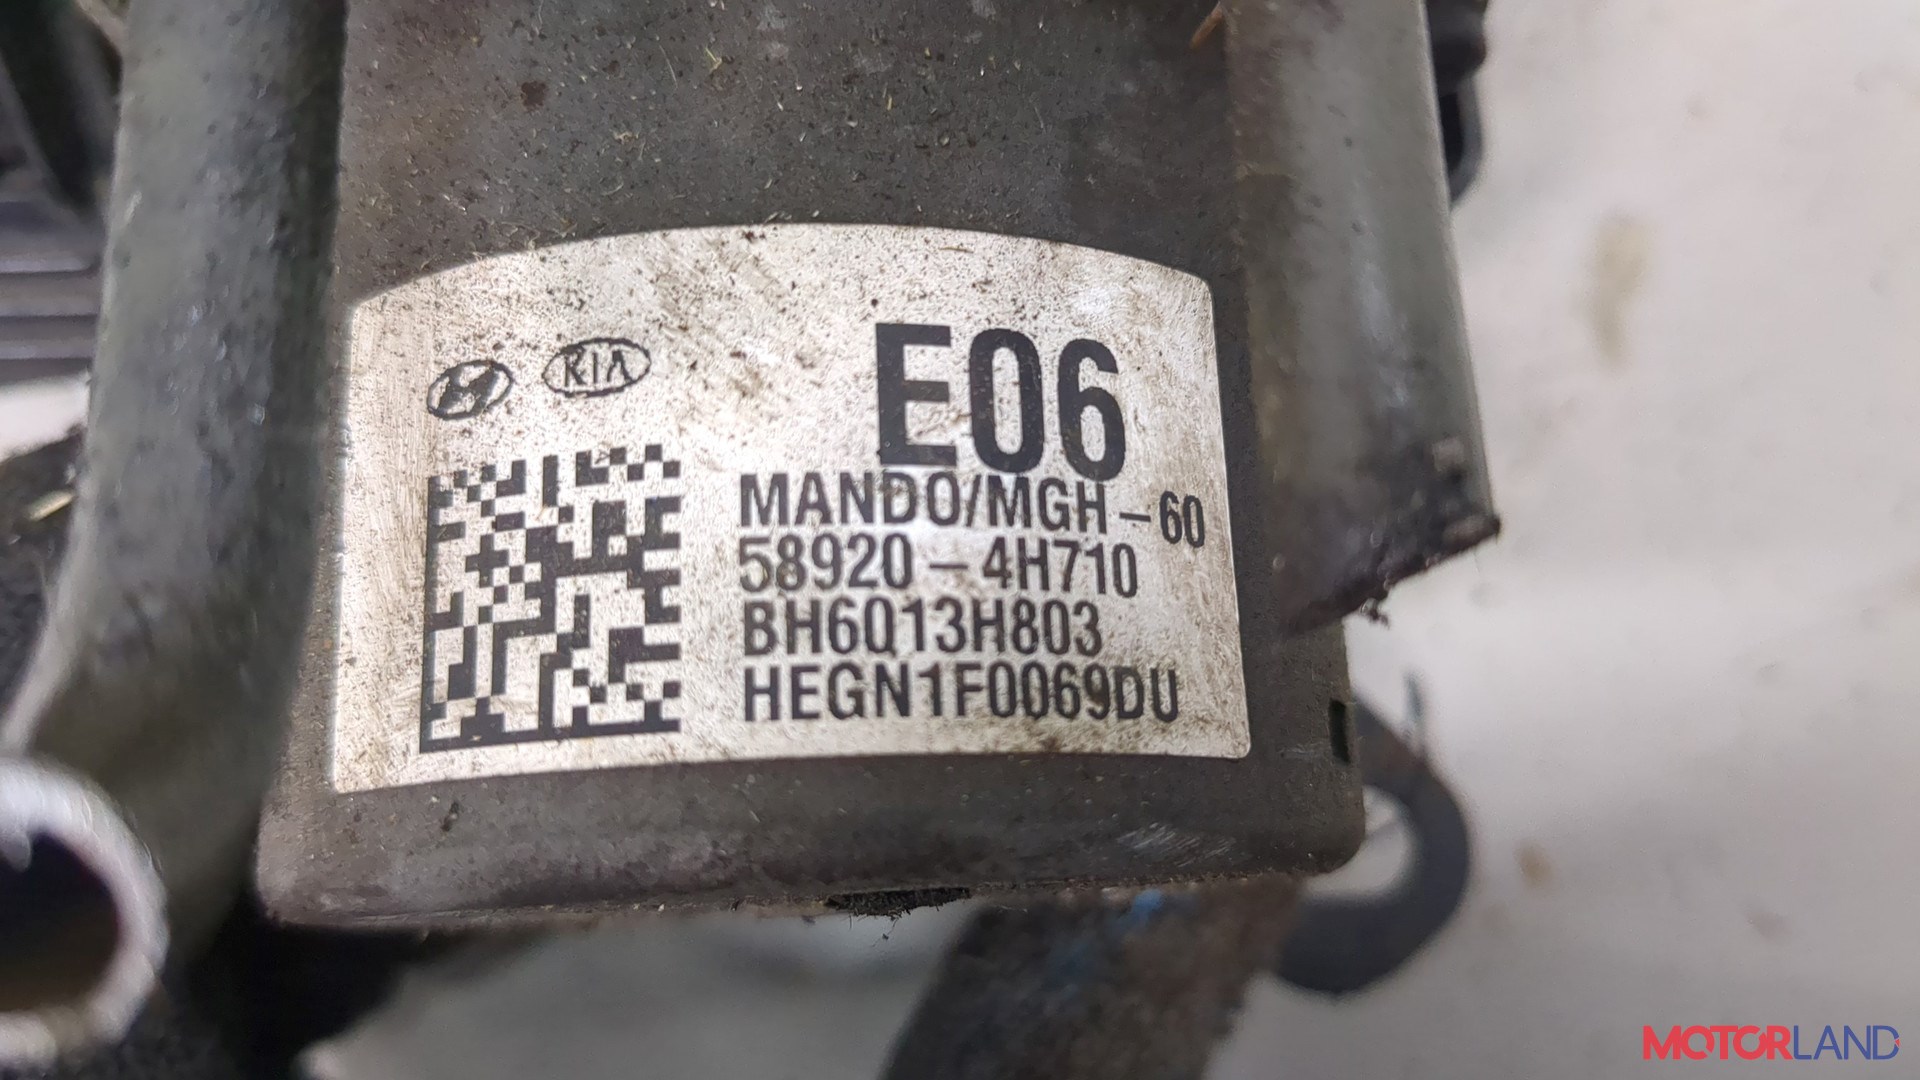 KIA
E06
MANDO/MGH-60
58920-4H710
BH6013H803
HEGN1F0069DU
MOTORLAND